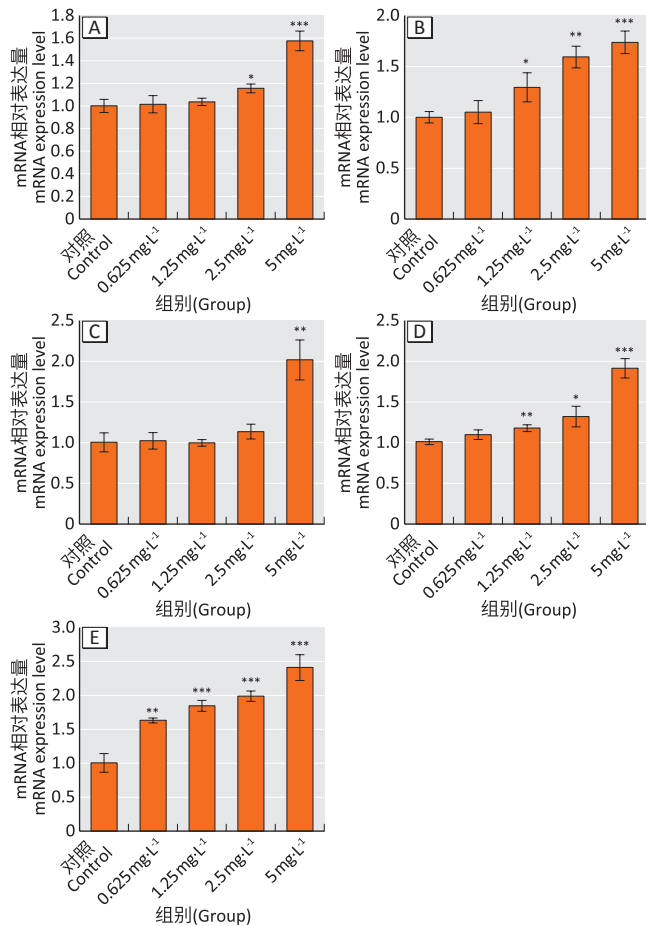 A
mRNA相对表达量
mRNA expression level
1.8
1.6
1.4
1.2
1.0
0.8
0.6
0.4
0.2
0
*
***
对照
Control
0.625 mg·L-1
1.25 mg·L-1
2.5 mg·L-1
5 mg·L-1
组别(Group)
B
mRNA相对表达量
mRNA expression level
2.0
1.5
1.0
0.5
0
*
**
***
对照
Control
0.625 mg·L-1
1.25 mg·L-1
2.5 mg·L-1
5 mg·L-1
组别(Group)
C
mRNA相对表达量
mRNA expression level
2.5
2.0
1.5
1.0
0.5
0
**
对照
Control
0.625 mg·L-1
1.25 mg·L-1
2.5 mg·L-1
5 mg·L-1
组别(Group)
D
mRNA相对表达量
mRNA expression level
2.5
2.0
1.5
1.0
0.5
0
**
*
***
对照
Control
0.625 mg·L-1
1.25 mg·L-1
2.5 mg·L-1
5 mg·L-1
组别(Group)
E
mRNA相对表达量
mRNA expression level
3.0
2.5
2.0
1.5
1.0
0.5
0
**
***
***
***
对照
Control
0.625 mg·L-1
1.25 mg·L-1
2.5 mg·L-1
5 mg·L-1
组别(Group)